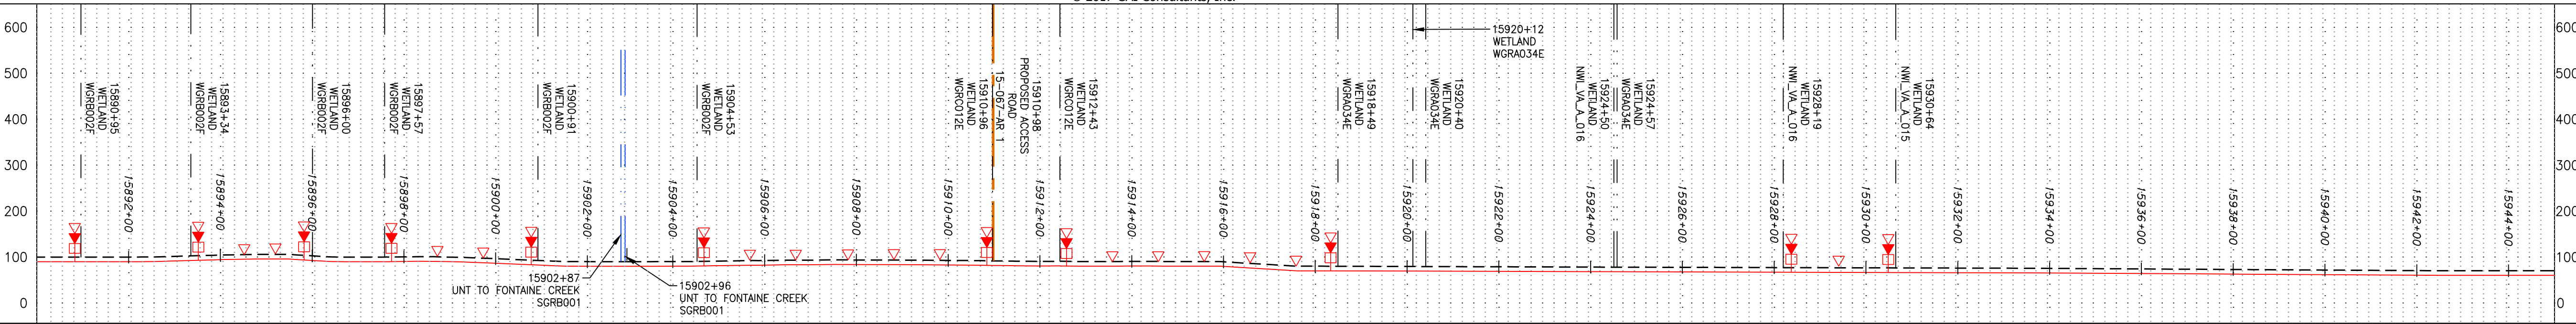 © 2017 GAI Consultants, Inc.
600
500
400
300
200
100
0
15890+95
WETLAND
WGRB002F
15893+34
WETLAND
WGRB002F
15896+00
WETLAND
WGRB002F
15897+57
WETLAND
WGRB002F
15900+91
WETLAND
WGRB002F
15904+53
WETLAND
WGRB002F
15910+96
WETLAND
WGRC012E
15910+98
PROPOSED ACCESS
ROAD
15-067-AR 1
15912+43
WETLAND
WGRC012E
15918+49
WETLAND
WGRA034E
15920+12
WETLAND
WGRA034E
15920+40
WETLAND
WGRA034E
15924+50
WETLAND
NWI_VA_A_016
15924+57
WETLAND
WGRA034E
15928+19
WETLAND
NWI_VA_A_016
15930+64
WETLAND
NWI_VA_A_015
15892+00
15894+00
15896+00
15898+00
15900+00
15902+00
15904+00
15906+00
15908+00
15910+00
15912+00
15914+00
15916+00
15918+00
15920+00
15922+00
15924+00
15926+00
15928+00
15930+00
15932+00
15934+00
15936+00
15938+00
15940+00
15942+00
15944+00
15902+87
UNT TO FONTAINE CREEK
SGRB001
15902+96
UNT TO FONTAINE CREEK
SGRB001
600
500
400
300
200
100
0